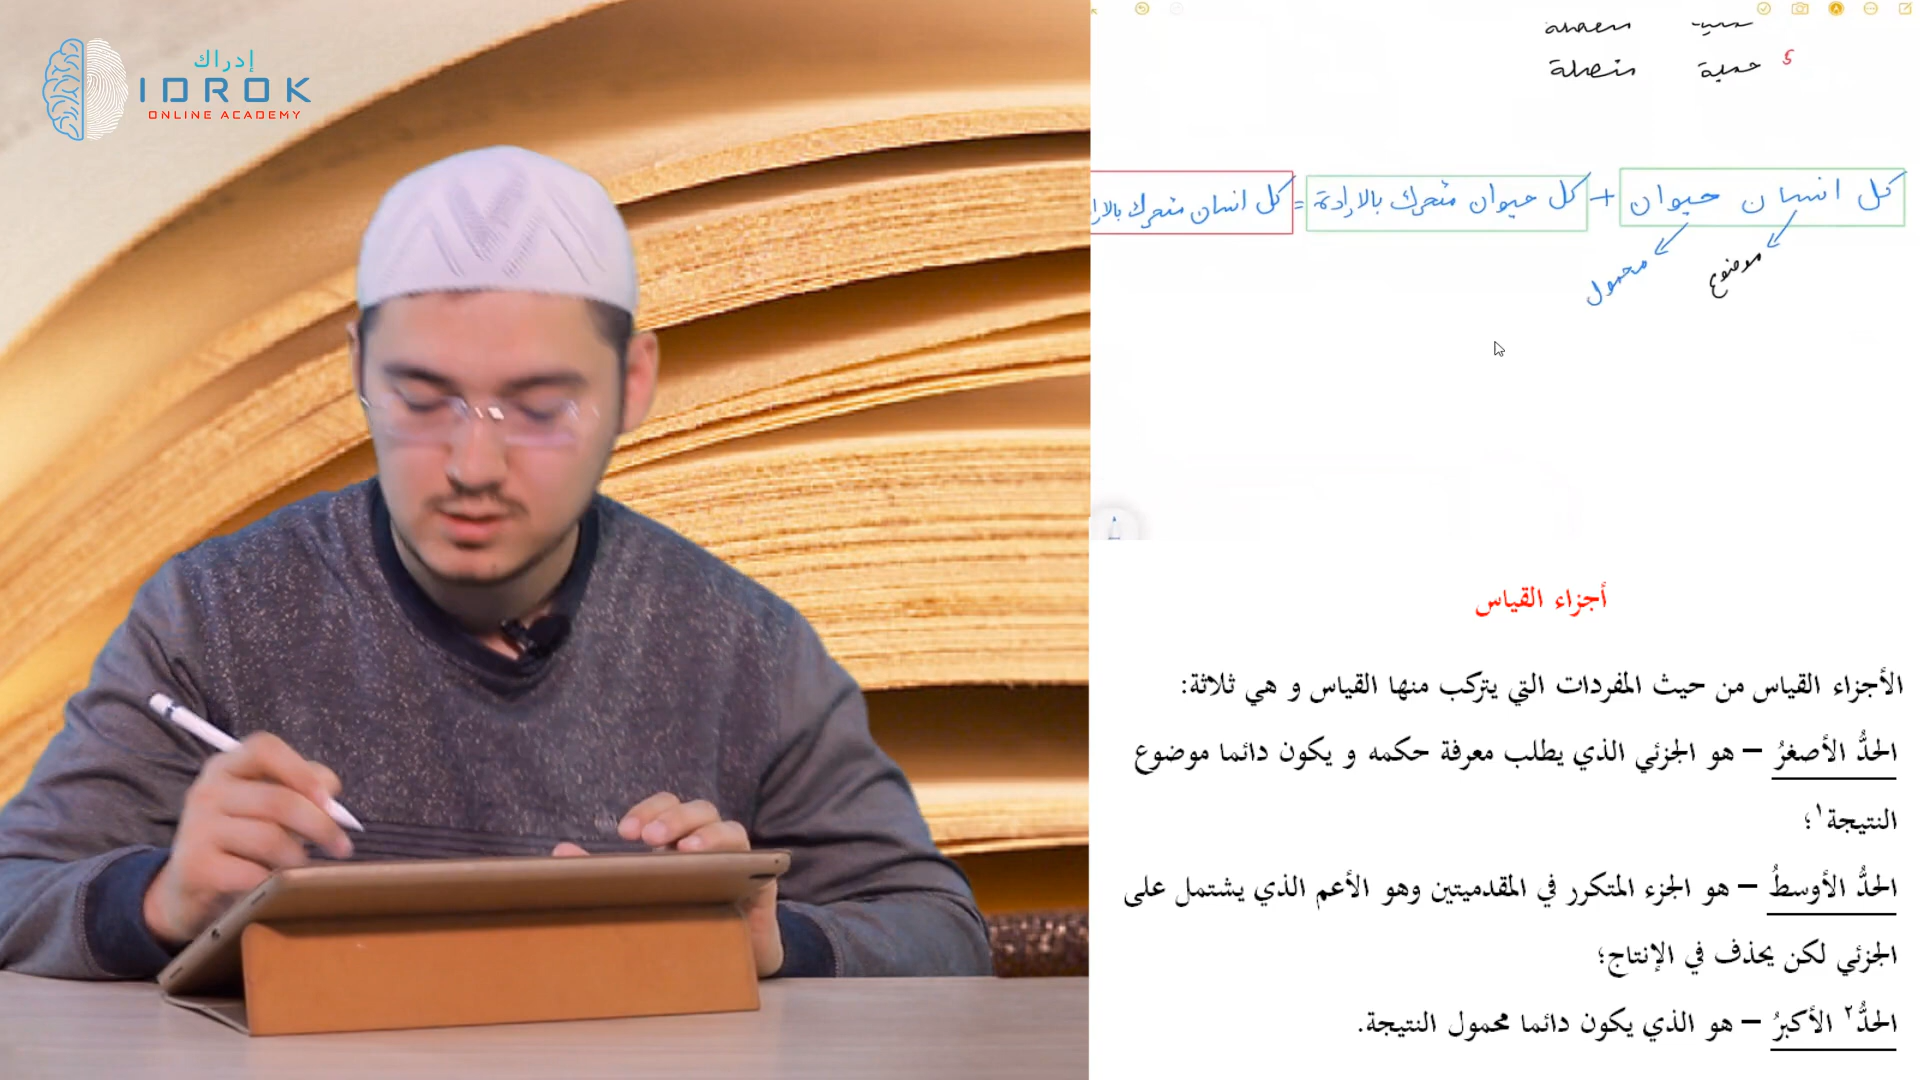 إدراك
IDROK
ONLINE ACADEMY
حملية منفصلة
5 حملية متصلة
كل انسان حيوان + كل حيوان متحرك بالارادة = كل انسان متحرك
موضوع
محمول
أجزاء القياس
الأجزاء القياس من حيث المفردات التي يتركب منها القياس و هي ثلاثة:
الحدُّ الأصغرُ – هو الجزئي الذي يطلب معرفة حكمه و يكون دائما موضوع
النتيجة١؛
الحدُّ الأوسطُ – هو الجزء المتكرر في المقدميتين وهو الأعم الذي يشتمل على
الجزئي لكن يحذف في الإنتاج؛
الحدُّ٢ الأكبرُ – هو الذي يكون دائما محمول النتيجة.